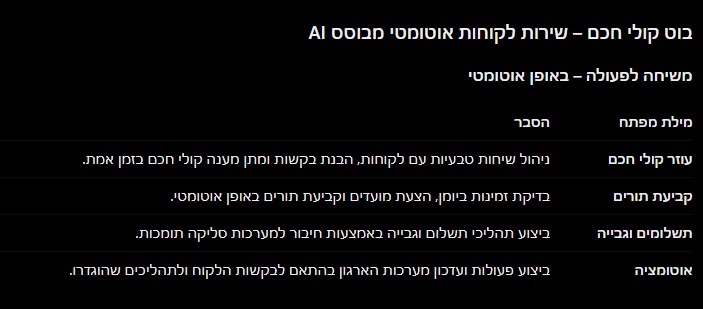 בוט קולי חכם – שירות לקוחות אוטומטי מבוסס AI
משיחה לפעולה – באופן אוטומטי
מילת מפתח הסבר
עוזר קולי חכם ניהול שיחות טבעיות עם לקוחות, הבנת בקשות ומתן מענה קולי חכם בזמן אמת.
קביעת תורים בדיקת זמינות ביומן, הצעת מועדים וקביעת תורים באופן אוטומטי.
תשלומים וגבייה ביצוע תהליכי תשלום וגבייה באמצעות חיבור למערכות סליקה תומכות.
אוטומציה ביצוע פעולות ועדכון מערכות הארגון בהתאם לבקשות הלקוח ולתהליכים שהוגדרו.